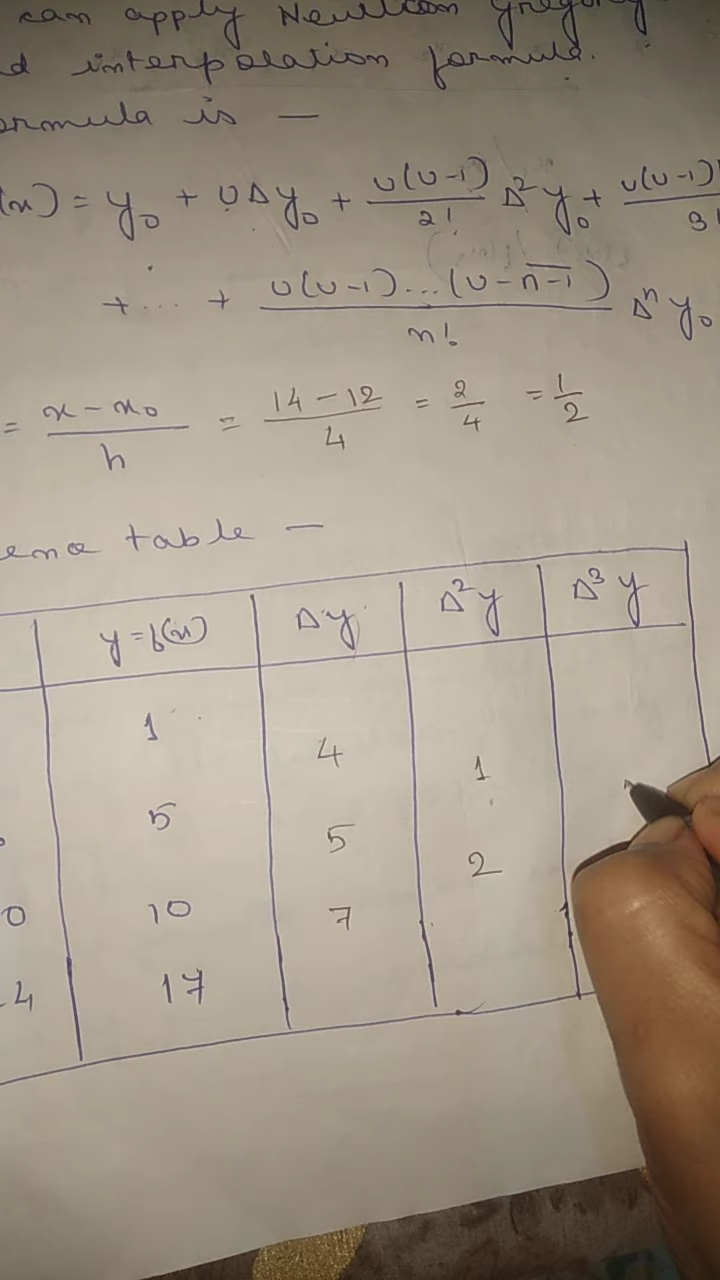 can apply Newton Gregory
d interpolation formula.
ormula is —
(x) = y₀ + UΔy₀ + U(U-1)/2! Δ²y₀ + U(U-1)/3!
+ ... + U(U-1)...(U-n-1)/n! Δⁿy₀
= x-x₀/h = 14-12/4 = 2/4 = 1/2
ence table —
y=f(x) Δy Δ²y Δ³y
1
4
1
5
5
2
0 10
7
4 17